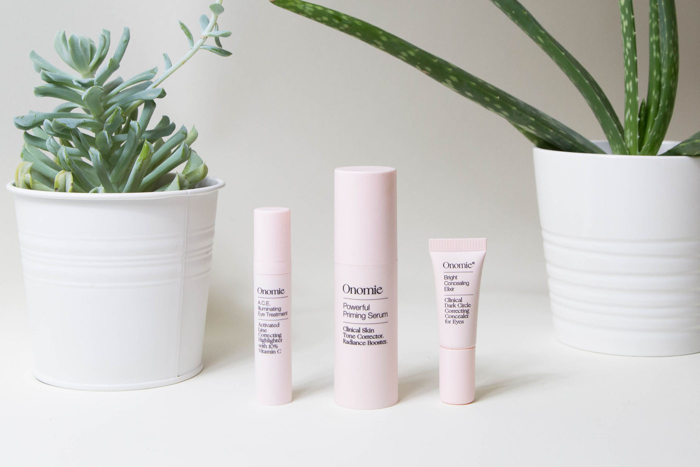 Onomie
A.C.E.
Illuminating
Eye Treatment
Activated
Line
Correcting
Highlighter
with 10%
Vitamin C
Onomie
Powerful
Priming Serum
Clinical Skin
Tone Corrector.
Radiance Booster.
Onomie®
Bright
Concealing
Elixir
Clinical
Dark Circle
Correcting
Concealer
for Eyes